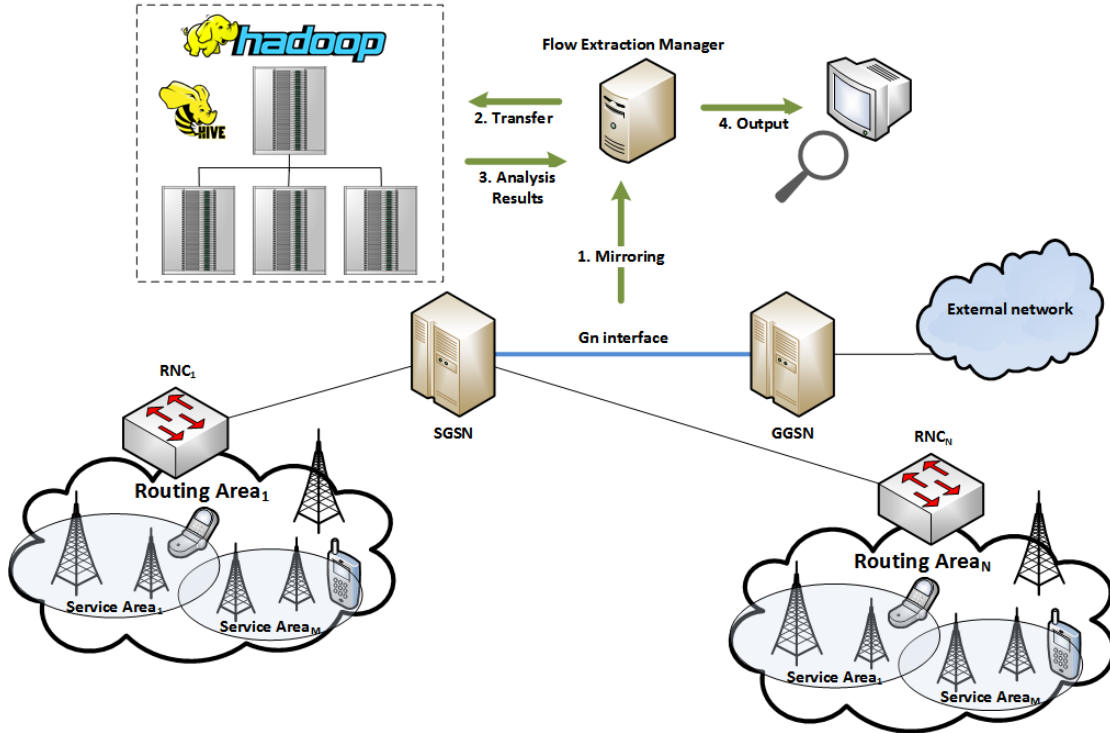 hadoop
HIVE
Flow Extraction Manager
2. Transfer
4. Output
3. Analysis
Results
1. Mirroring
External network
Gn interface
SGSN
GGSN
RNC₁
Routing Area₁
Service Area₁
Service Areaₘ
RNCN
Routing AreaN
Service Area₁
Service Areaₘ